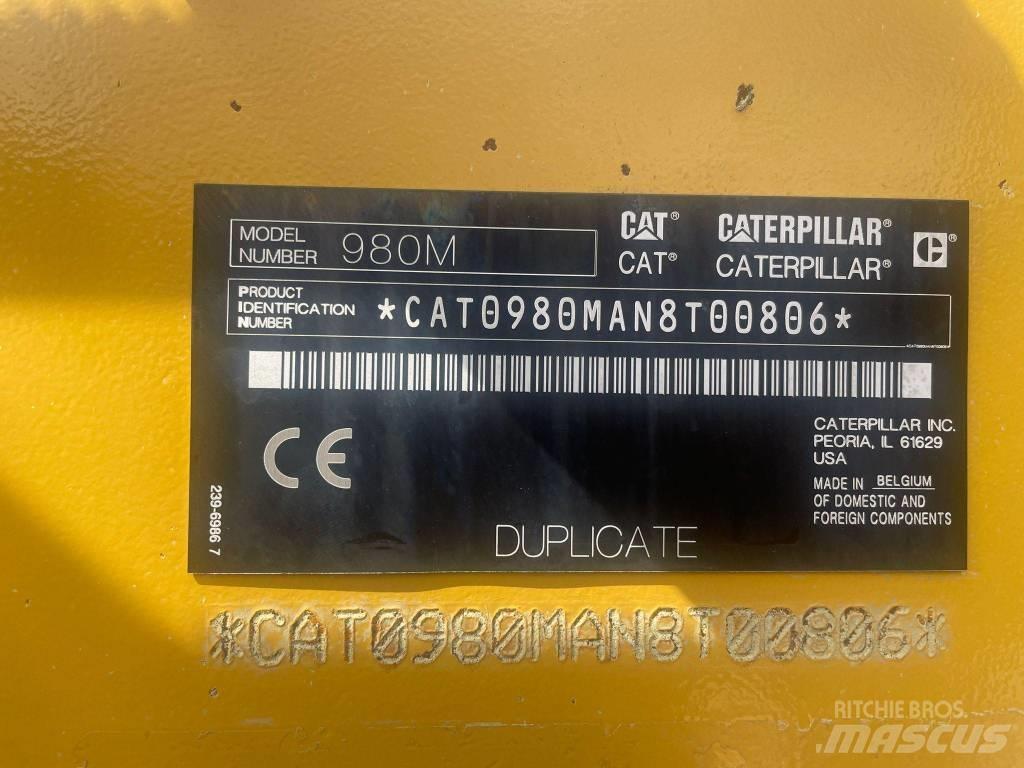 MODEL
NUMBER 980M
CAT® CATERPILLAR®
CAT® CATERPILLAR®
C®
PRODUCT
IDENTIFICATION
NUMBER
*CAT0980MAN8T00806*
CATERPILLAR INC.
PEORIA, IL 61629
USA
MADE IN BELGIUM
OF DOMESTIC AND
FOREIGN COMPONENTS
CE
239-6986 7
DUPLICATE
*CAT0980MAN8T00806*
RITCHIE BROS.
MASCUS